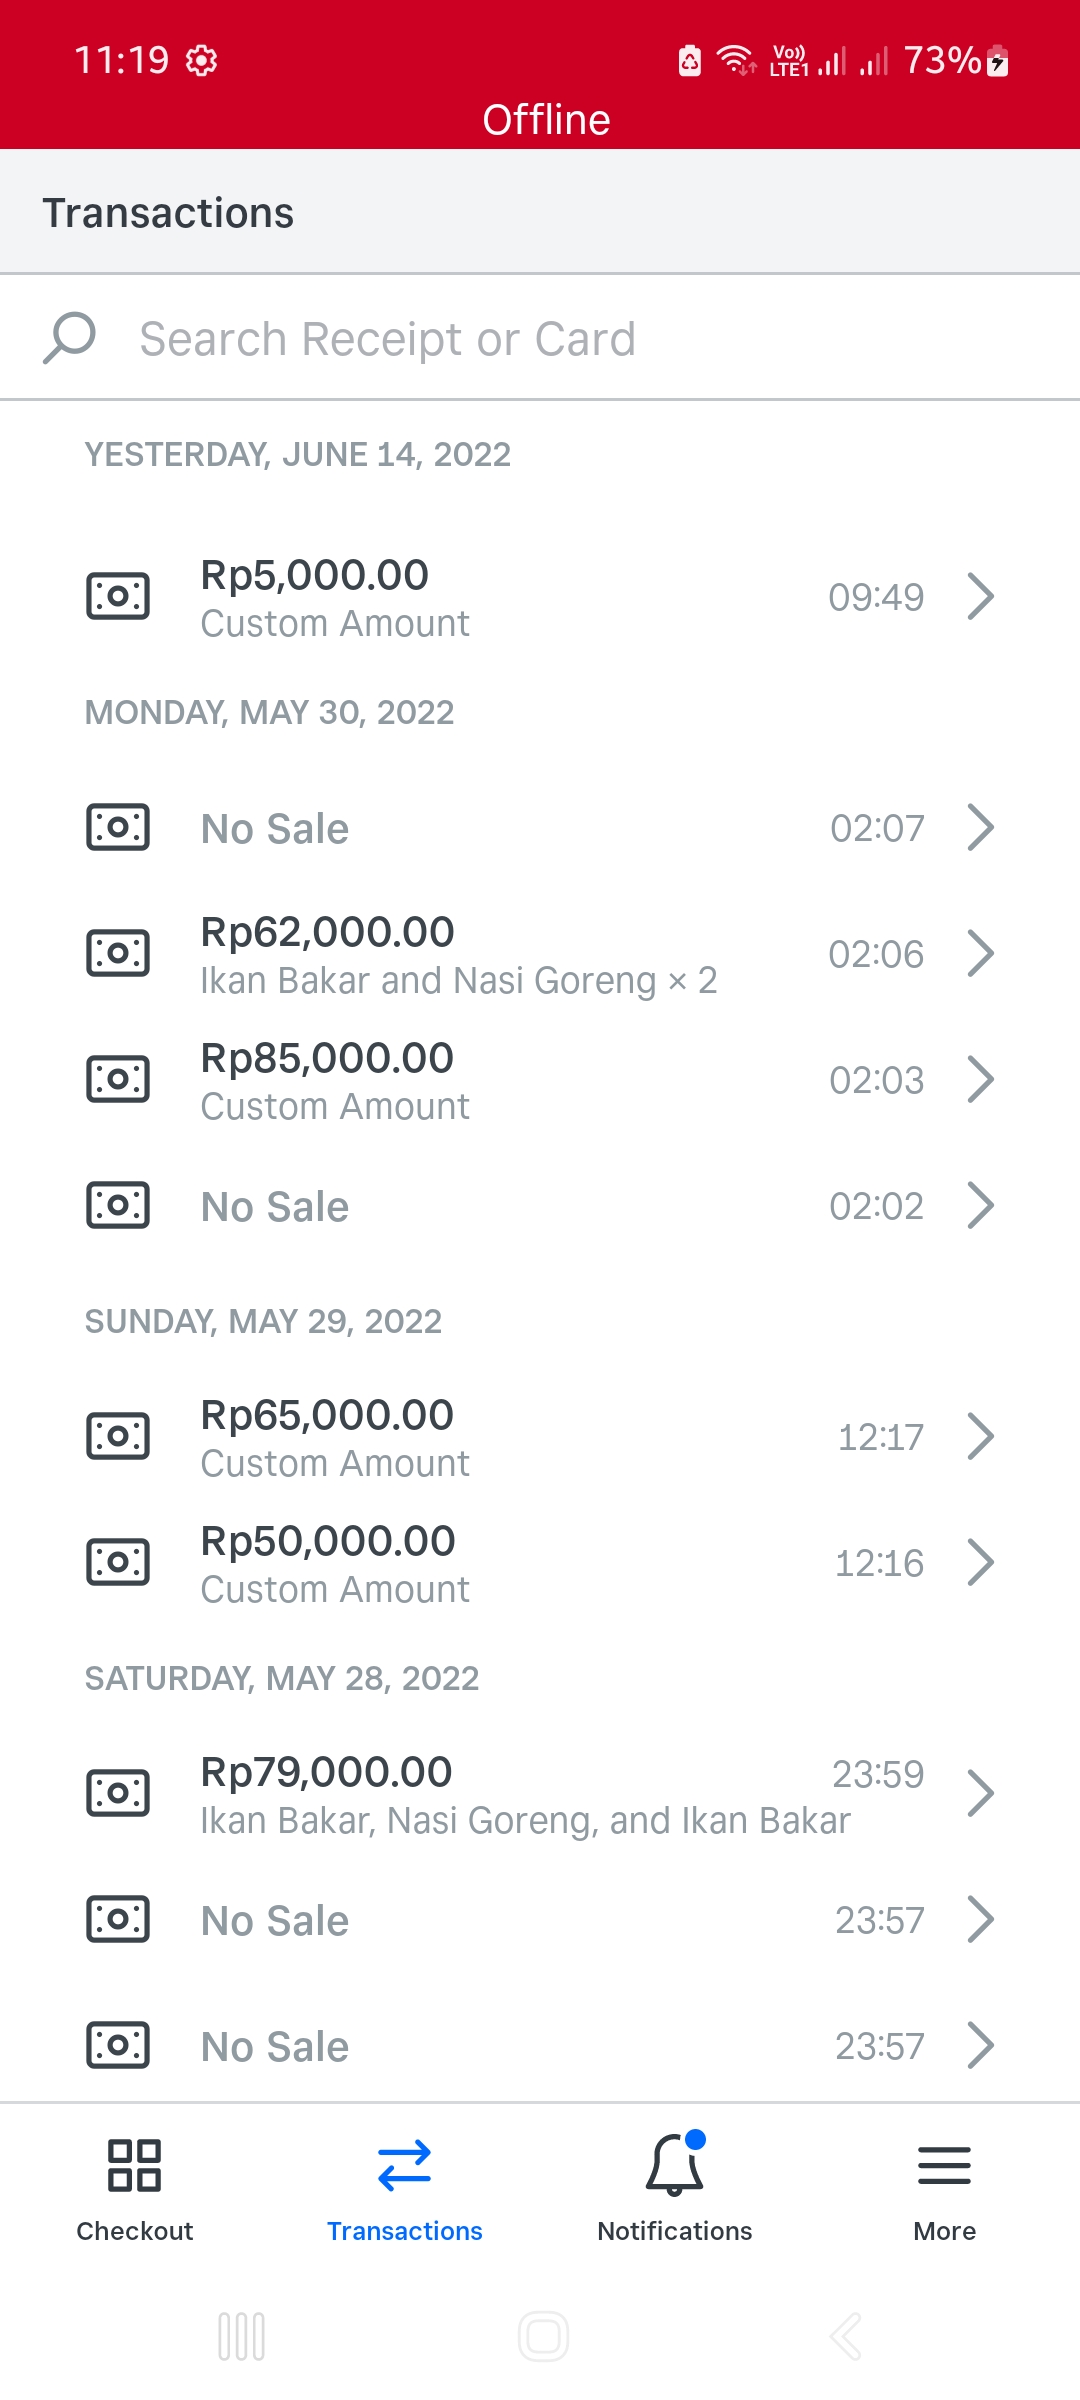 11:19 Vo)) LTE1 73%
Offline
Transactions
Search Receipt or Card
YESTERDAY, JUNE 14, 2022
Rp5,000.00
Custom Amount 09:49
MONDAY, MAY 30, 2022
No Sale 02:07
Rp62,000.00
Ikan Bakar and Nasi Goreng × 2 02:06
Rp85,000.00
Custom Amount 02:03
No Sale 02:02
SUNDAY, MAY 29, 2022
Rp65,000.00
Custom Amount 12:17
Rp50,000.00
Custom Amount 12:16
SATURDAY, MAY 28, 2022
Rp79,000.00 23:59
Ikan Bakar, Nasi Goreng, and Ikan Bakar
No Sale 23:57
No Sale 23:57
Checkout Transactions Notifications More